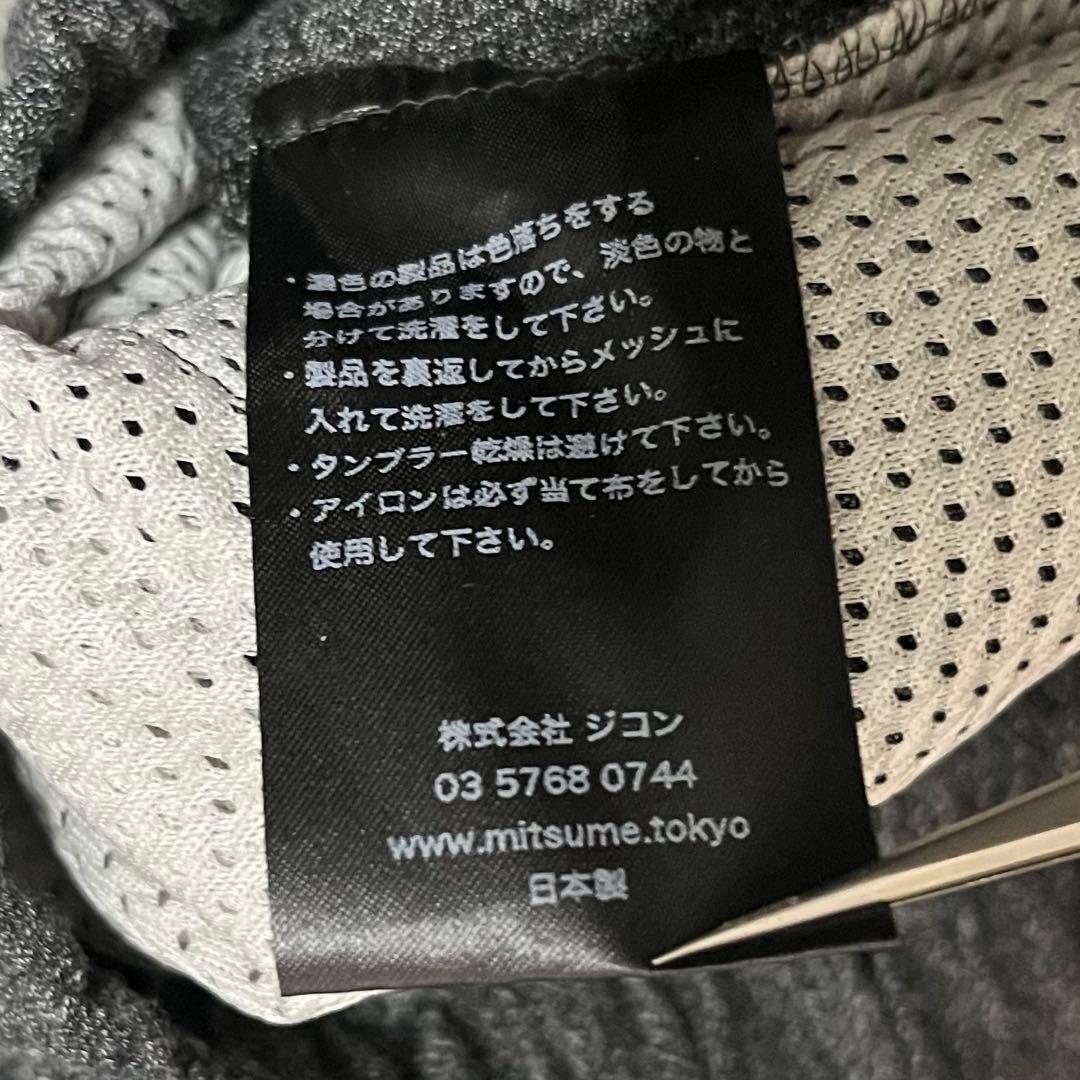 ・濃色の製品は色落ちをする
場合がありますので、淡色の物と
分けて洗濯をして下さい。
・製品を裏返してからメッシュに
入れて洗濯をして下さい。
・タンブラー乾燥は避けて下さい。
・アイロンは必ず当て布をしてから
使用して下さい。
株式会社 ジコン
03 5768 0744
www.mitsume.tokyo
日本製